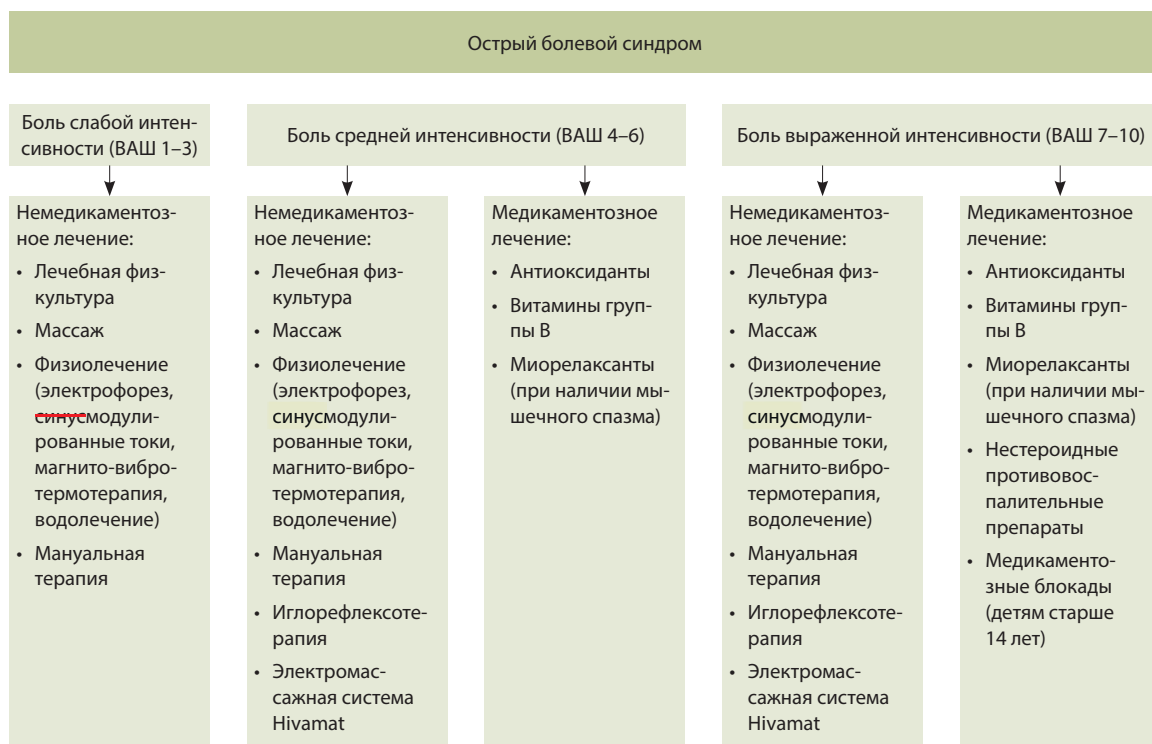 Острый болевой синдром
Боль слабой интен-
сивности (ВАШ 1–3)
Немедикаментоз-
ное лечение:
• Лечебная физ-
культура
• Массаж
• Физиолечение
(электрофорез,
синусмодули-
рованные токи,
магнито-вибро-
термотерапия,
водолечение)
• Мануальная
терапия
Боль средней интенсивности (ВАШ 4–6)
Немедикаментоз-
ное лечение:
• Лечебная физ-
культура
• Массаж
• Физиолечение
(электрофорез,
синусмодули-
рованные токи,
магнито-вибро-
термотерапия,
водолечение)
• Мануальная
терапия
• Иглорефлексоте-
рапия
• Электромас-
сажная система
Hivamat
Медикаментозное
лечение:
• Антиоксиданты
• Витамины груп-
пы В
• Миорелаксанты
(при наличии мы-
шечного спазма)
Боль выраженной интенсивности (ВАШ 7–10)
Немедикаментоз-
ное лечение:
• Лечебная физ-
культура
• Массаж
• Физиолечение
(электрофорез,
синусмодули-
рованные токи,
магнито-вибро-
термотерапия,
водолечение)
• Мануальная
терапия
• Иглорефлексоте-
рапия
• Электромас-
сажная система
Hivamat
Медикаментозное
лечение:
• Антиоксиданты
• Витамины груп-
пы В
• Миорелаксанты
(при наличии мы-
шечного спазма)
• Нестероидные
противовос-
палительные
препараты
• Медикаменто-
зные блокады
(детям старше
14 лет)